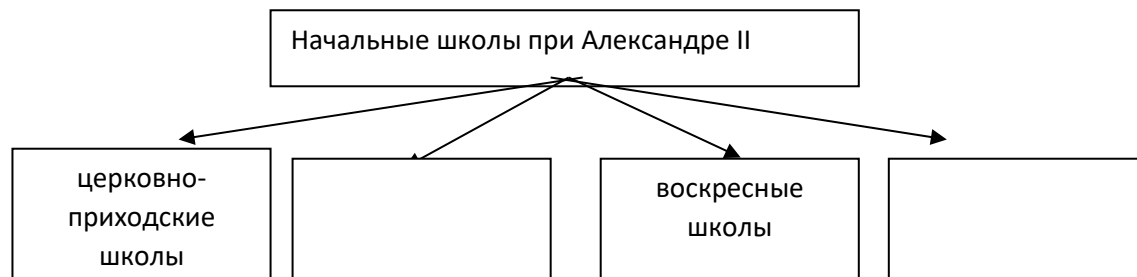 Начальные школы при Александре II
церковно-
приходские
школы
воскресные
школы